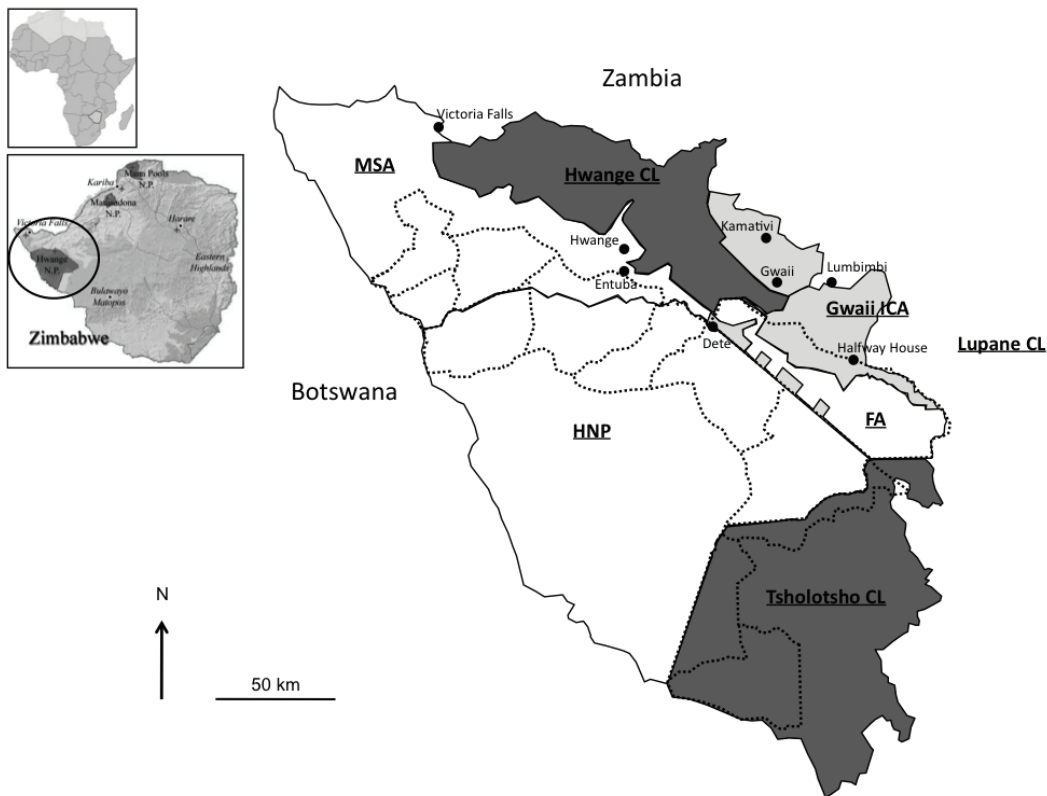 Zambia
Victoria Falls
MSA
Hwange CL
Kamativi
Hwange
Entuba
Gwaii
Lumbimbi
Gwaii ICA
Dete
Halfway House
Lupane CL
Botswana
HNP
FA
Tsholotsho CL
N
50 km
Mana Pools
N.P.
Kariba
N.P.
Harare
Victoria Falls
Hwange
N.P.
Eastern
Highlands
Bulawayo
Matopos
Zimbabwe